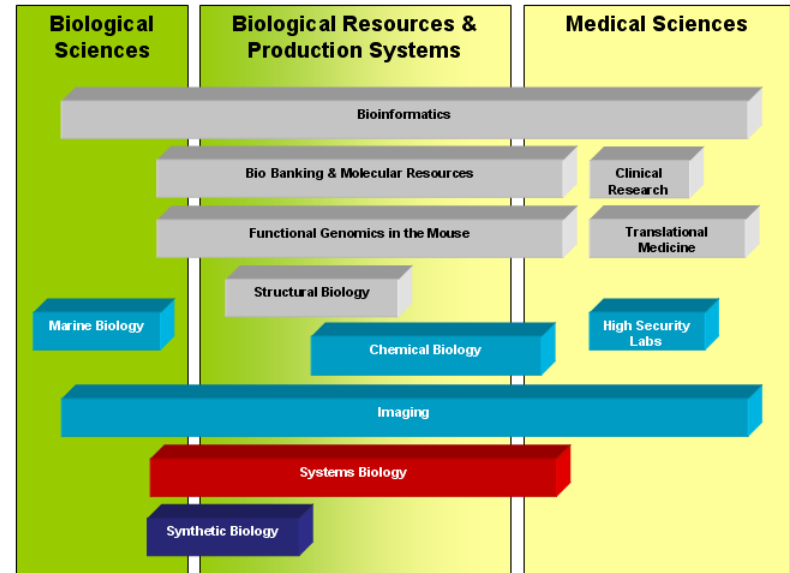 Biological
Sciences
Biological Resources &
Production Systems
Medical Sciences
Bioinformatics
Bio Banking & Molecular Resources
Clinical
Research
Functional Genomics in the Mouse
Translational
Medicine
Structural Biology
Marine Biology
High Security
Labs
Chemical Biology
Imaging
Systems Biology
Synthetic Biology